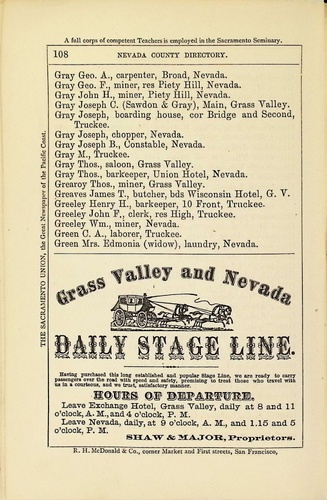 A full corps of competent Teachers is employed in the Sacramento Seminary.
108 NEVADA COUNTY DIRECTORY.
Gray Geo. A., carpenter, Broad, Nevada.
Gray Geo. F., miner, res Piety Hill, Nevada.
Gray John H., miner, Piety Hill, Nevada.
Gray Joseph C. (Sawdon & Gray), Main, Grass Valley.
Gray Joseph, boarding house, cor Bridge and Second,
Truckee.
Gray Joseph, chopper, Nevada.
Gray Joseph B., Constable, Nevada.
Gray M., Truckee.
Gray Thos., saloon, Grass Valley.
Gray Thos., barkeeper, Union Hotel, Nevada.
Grearoy Thos., miner, Grass Valley.
Greaves James T., butcher, bds Wisconsin Hotel, G. V.
Greeley Henry H., barkeeper, 10 Front, Truckee.
Greeley John F., clerk, res High, Truckee.
Greeley Wm., miner, Nevada.
Green C. A., laborer, Truckee.
Green Mrs. Edmonia (widow), laundry, Nevada.
THE SACRAMENTO UNION, the Great Newspaper of the Pacific Coast.
Grass Valley and Nevada
DAILY STAGE LINE.
Having purchased this long established and popular Stage Line, we are ready to carry
passengers over the road with speed and safety, promising to treat those who travel with
us in a courteous, and we trust, satisfactory manner.
HOURS OF DEPARTURE.
Leave Exchange Hotel, Grass Valley, daily at 8 and 11
o'clock, A. M., and 4 o'clock, P. M.
Leave Nevada, daily, at 9 o'clock, A. M., and 1.15 and 5
o'clock, P. M.
SHAW & MAJOR, Proprietors.
R. H. McDonald & Co., corner Market and First streets, San Francisco,